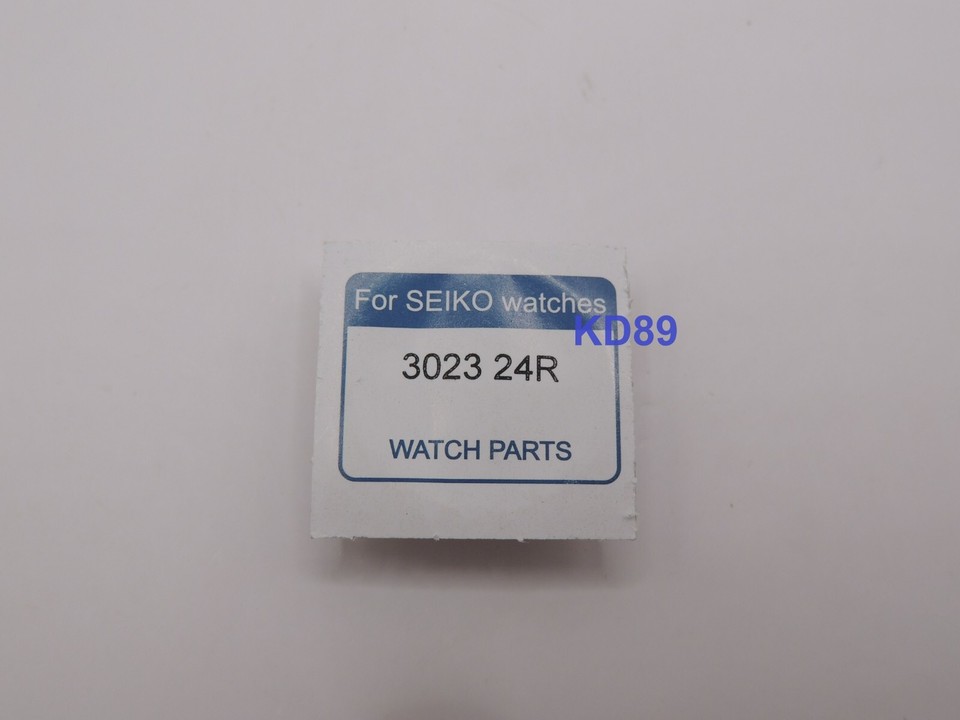 For SEIKO watches
KD89
3023 24R
WATCH PARTS